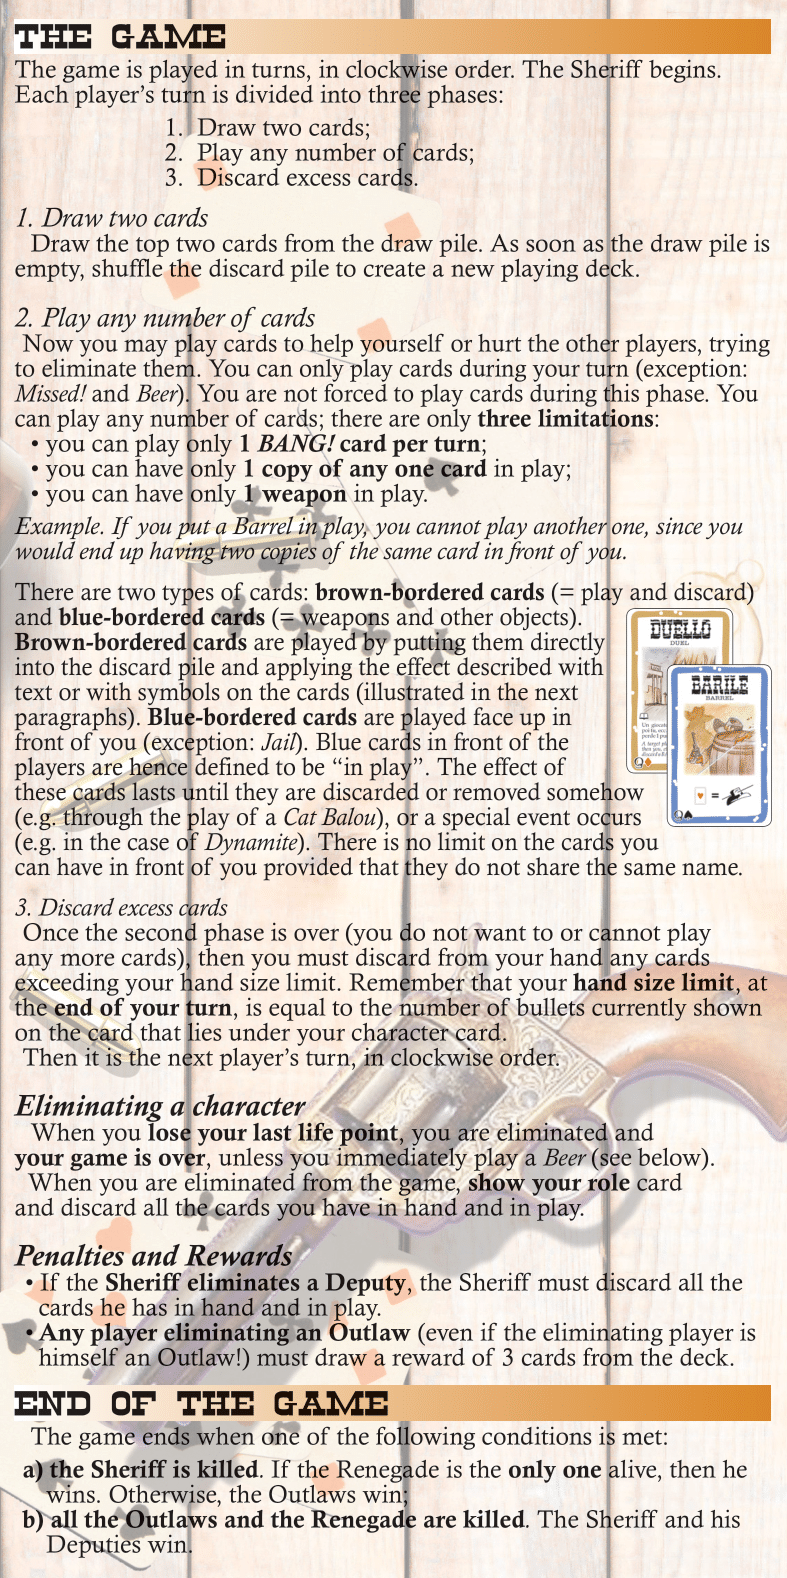 THE GAME
The game is played in turns, in clockwise order. The Sheriff begins.
Each player’s turn is divided into three phases:
1. Draw two cards;
2. Play any number of cards;
3. Discard excess cards.
1. Draw two cards
Draw the top two cards from the draw pile. As soon as the draw pile is
empty, shuffle the discard pile to create a new playing deck.
2. Play any number of cards
Now you may play cards to help yourself or hurt the other players, trying
to eliminate them. You can only play cards during your turn (exception:
Missed! and Beer). You are not forced to play cards during this phase. You
can play any number of cards; there are only three limitations:
• you can play only 1 BANG! card per turn;
• you can have only 1 copy of any one card in play;
• you can have only 1 weapon in play.
Example. If you put a Barrel in play, you cannot play another one, since you
would end up having two copies of the same card in front of you.
There are two types of cards: brown-bordered cards (= play and discard)
and blue-bordered cards (= weapons and other objects).
Brown-bordered cards are played by putting them directly
into the discard pile and applying the effect described with
text or with symbols on the cards (illustrated in the next
paragraphs). Blue-bordered cards are played face up in
front of you (exception: Jail). Blue cards in front of the
players are hence defined to be “in play”. The effect of
these cards lasts until they are discarded or removed somehow
(e.g. through the play of a Cat Balou), or a special event occurs
(e.g. in the case of Dynamite). There is no limit on the cards you
can have in front of you provided that they do not share the same name.
DUELLO
DUEL
BARILE
BARREL
=
Q♦
Q♠
3. Discard excess cards
Once the second phase is over (you do not want to or cannot play
any more cards), then you must discard from your hand any cards
exceeding your hand size limit. Remember that your hand size limit, at
the end of your turn, is equal to the number of bullets currently shown
on the card that lies under your character card.
Then it is the next player’s turn, in clockwise order.
Eliminating a character
When you lose your last life point, you are eliminated and
your game is over, unless you immediately play a Beer (see below).
When you are eliminated from the game, show your role card
and discard all the cards you have in hand and in play.
Penalties and Rewards
• If the Sheriff eliminates a Deputy, the Sheriff must discard all the
cards he has in hand and in play.
• Any player eliminating an Outlaw (even if the eliminating player is
himself an Outlaw!) must draw a reward of 3 cards from the deck.
END OF THE GAME
The game ends when one of the following conditions is met:
a) the Sheriff is killed. If the Renegade is the only one alive, then he
wins. Otherwise, the Outlaws win;
b) all the Outlaws and the Renegade are killed. The Sheriff and his
Deputies win.